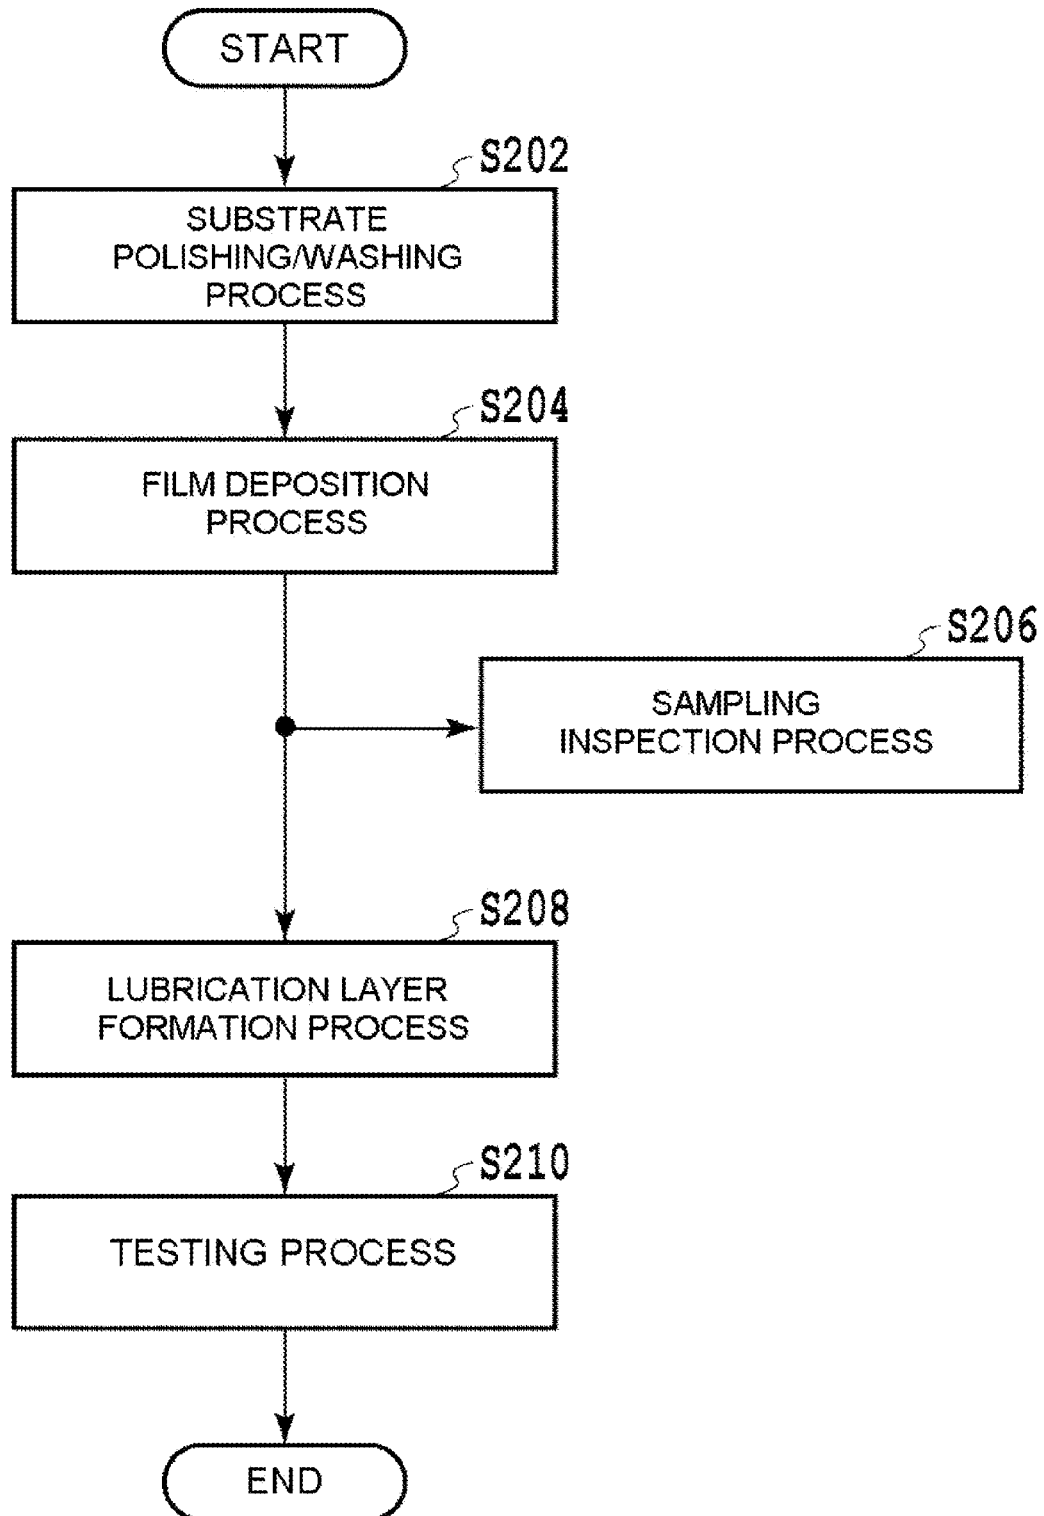 START
S202
SUBSTRATE
POLISHING/WASHING
PROCESS
S204
FILM DEPOSITION
PROCESS
S206
SAMPLING
INSPECTION PROCESS
S208
LUBRICATION LAYER
FORMATION PROCESS
S210
TESTING PROCESS
END